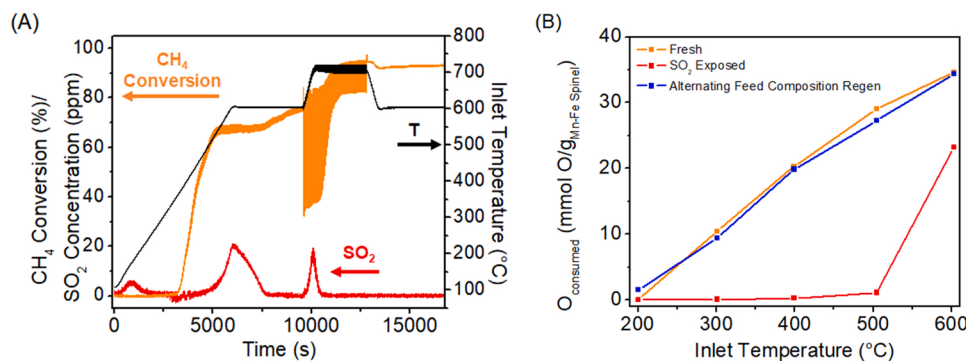 (A)
CH₄ Conversion (%)/
SO₂ Concentration (ppm)
100
80
60
40
20
0
CH₄
Conversion
T
SO₂
800
700
600
500
400
300
200
100
Inlet Temperature (°C)
0
5000
10000
15000
Time (s)
(B)
O_consumed (mmol O/g_Mn-Fe Spinel)
40
30
20
10
0
Fresh
SO₂ Exposed
Alternating Feed Composition Regen
200
300
400
500
600
Inlet Temperature (°C)